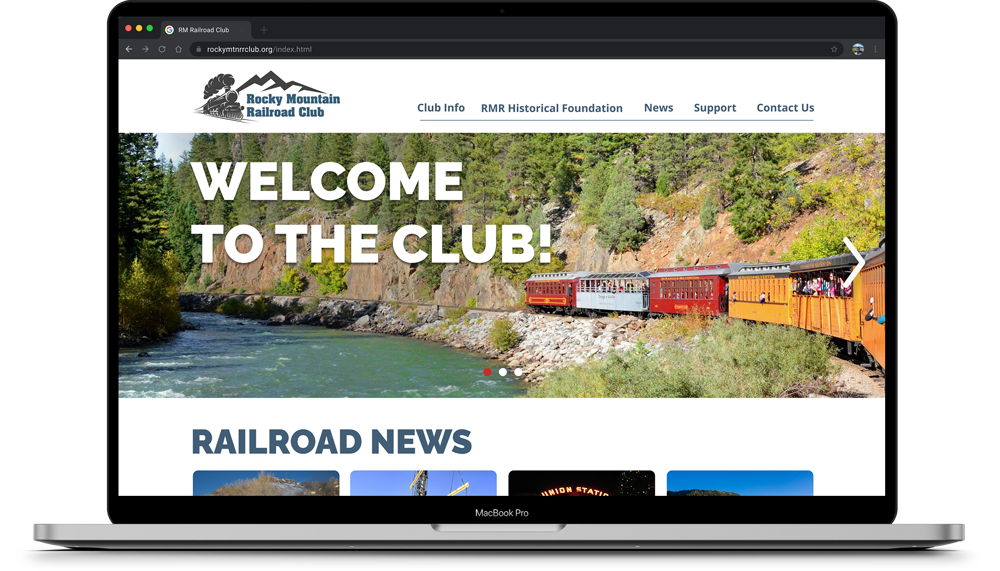 RM Railroad Club
rockymtnrrclub.org/index.html
Rocky Mountain
Railroad Club
Club Info RMR Historical Foundation News Support Contact Us
WELCOME
TO THE CLUB!
RAILROAD NEWS
UNION STATIO
MacBook Pro